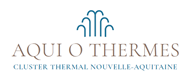 AQUI O THERMES
CLUSTER THERMAL NOUVELLE-AQUITAINE